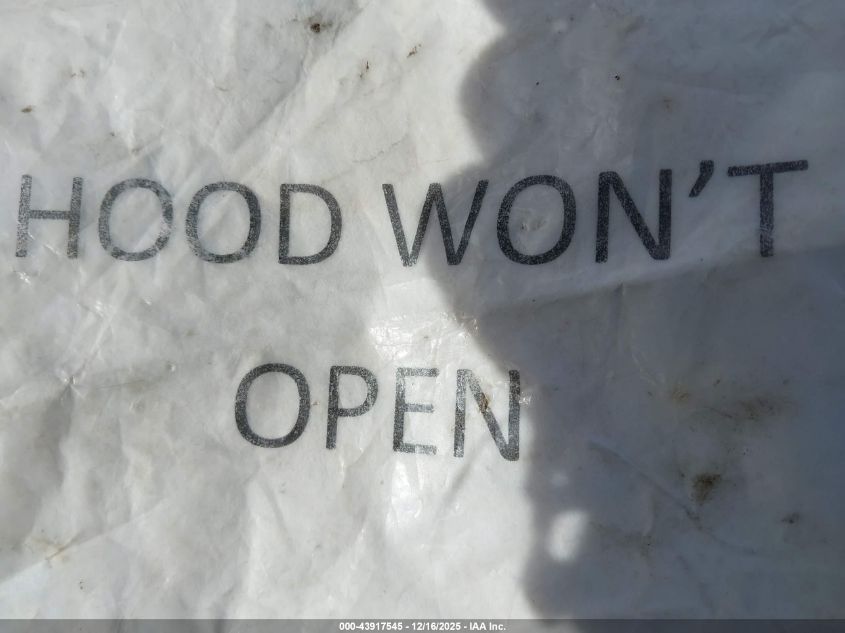 HOOD WON’T
OPEN
000-43917545 - 12/16/2025 - IAA Inc.